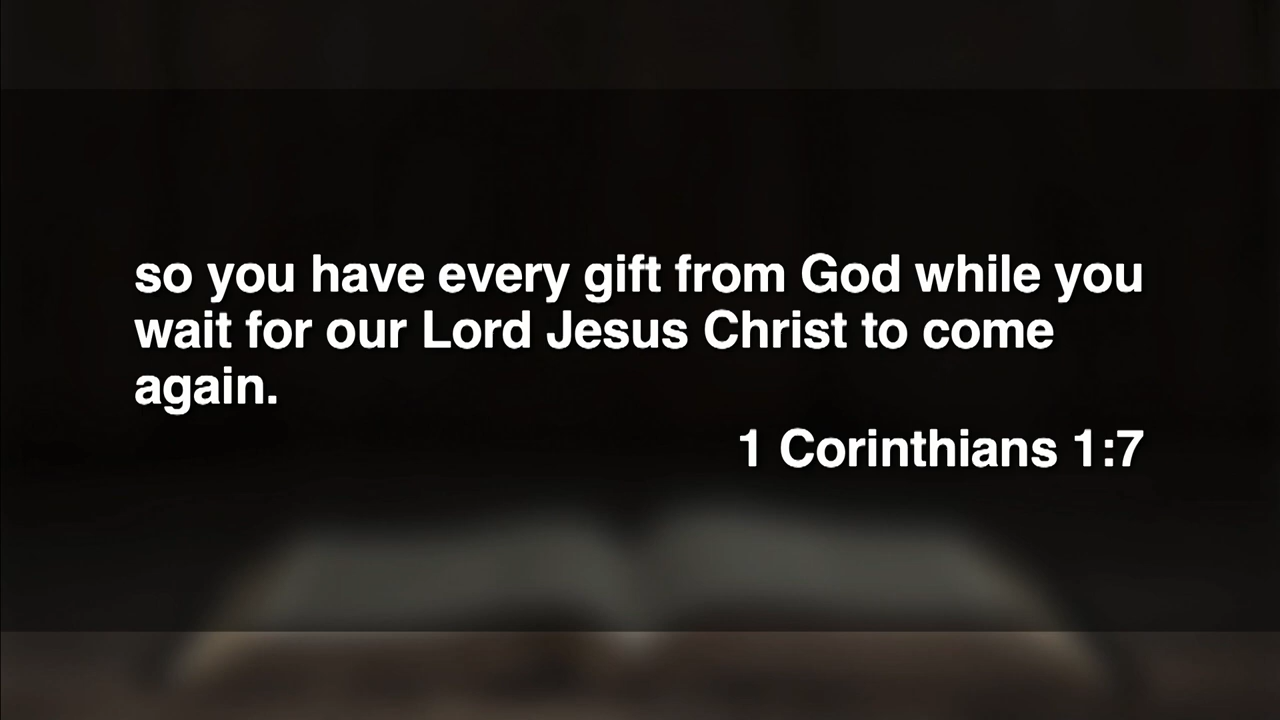 so you have every gift from God while you
wait for our Lord Jesus Christ to come
again.
1 Corinthians 1:7